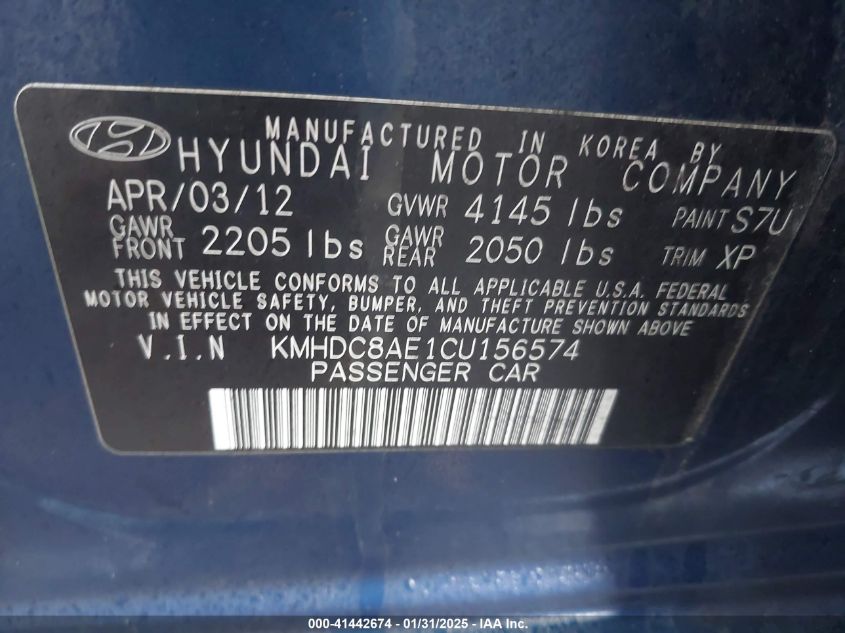 MANUFACTURED IN KOREA BY
HYUNDAI MOTOR COMPANY
APR/03/12 GVWR 4145 lbs PAINT S7U
GAWR FRONT 2205 lbs GAWR REAR 2050 lbs TRIM XP
THIS VEHICLE CONFORMS TO ALL APPLICABLE U.S.A. FEDERAL
MOTOR VEHICLE SAFETY, BUMPER, AND THEFT PREVENTION STANDARDS
IN EFFECT ON THE DATE OF MANUFACTURE SHOWN ABOVE
V.I.N KMHDC8AE1CU156574
PASSENGER CAR
000-41442674 / 01/31/2025 - IAA Inc.